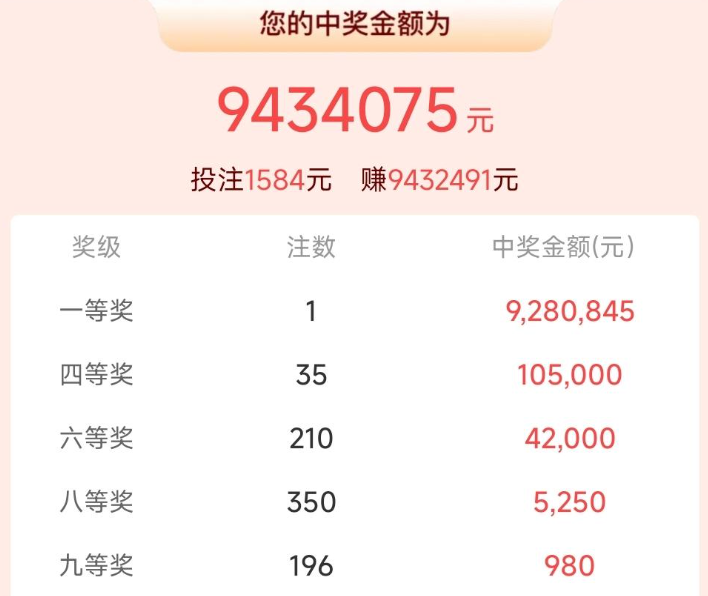 您的中奖金额为
9434075元
投注1584元 赚9432491元
奖级 注数 中奖金额(元)
一等奖 1 9,280,845
四等奖 35 105,000
六等奖 210 42,000
八等奖 350 5,250
九等奖 196 980